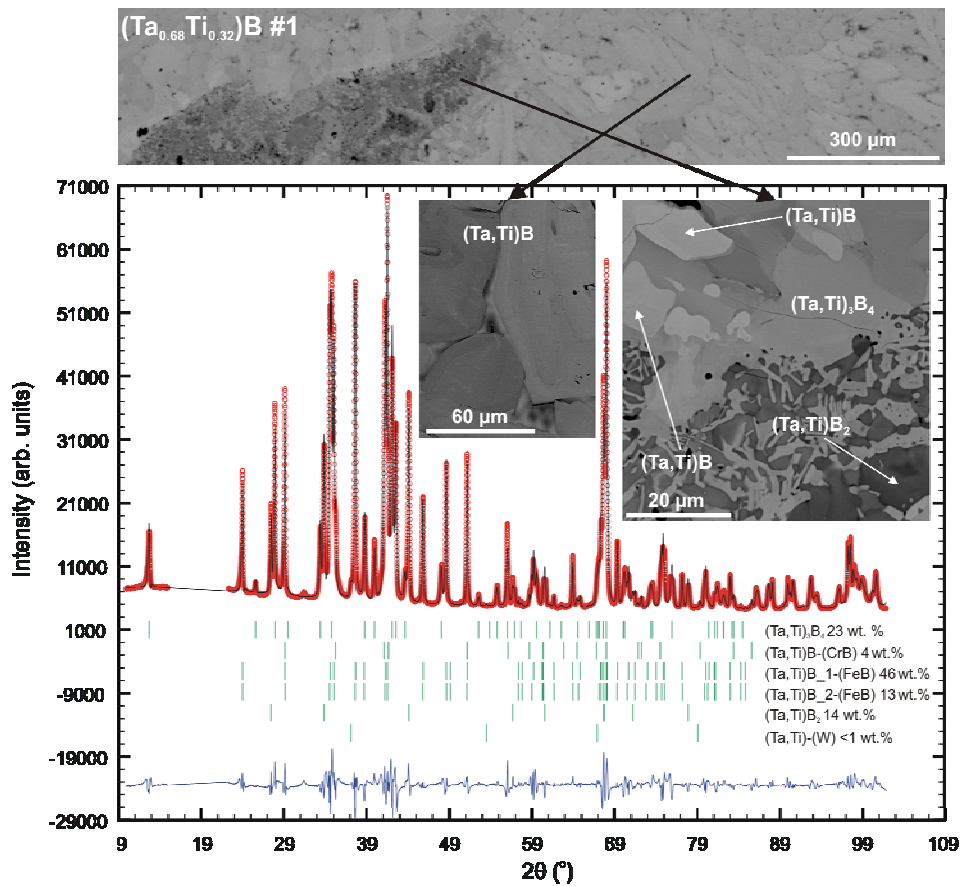 (Ta₀.₆₈Ti₀.₃₂)B #1
300 µm
71000
61000
51000
41000
31000
21000
11000
1000
-9000
-19000
-29000
Intensity (arb. units)
(Ta,Ti)B
60 µm
(Ta,Ti)B
(Ta,Ti)₃B₄
(Ta,Ti)B₂
(Ta,Ti)B
20 µm
(Ta,Ti)₃B₄ 23 wt. %
(Ta,Ti)B-(CrB) 4 wt.%
(Ta,Ti)B_1-(FeB) 46 wt.%
(Ta,Ti)B_2-(FeB) 13 wt.%
(Ta,Ti)B₂ 14 wt.%
(Ta,Ti)-(W) <1 wt.%
9 19 29 39 49 59 69 79 89 99 109
2θ (°)